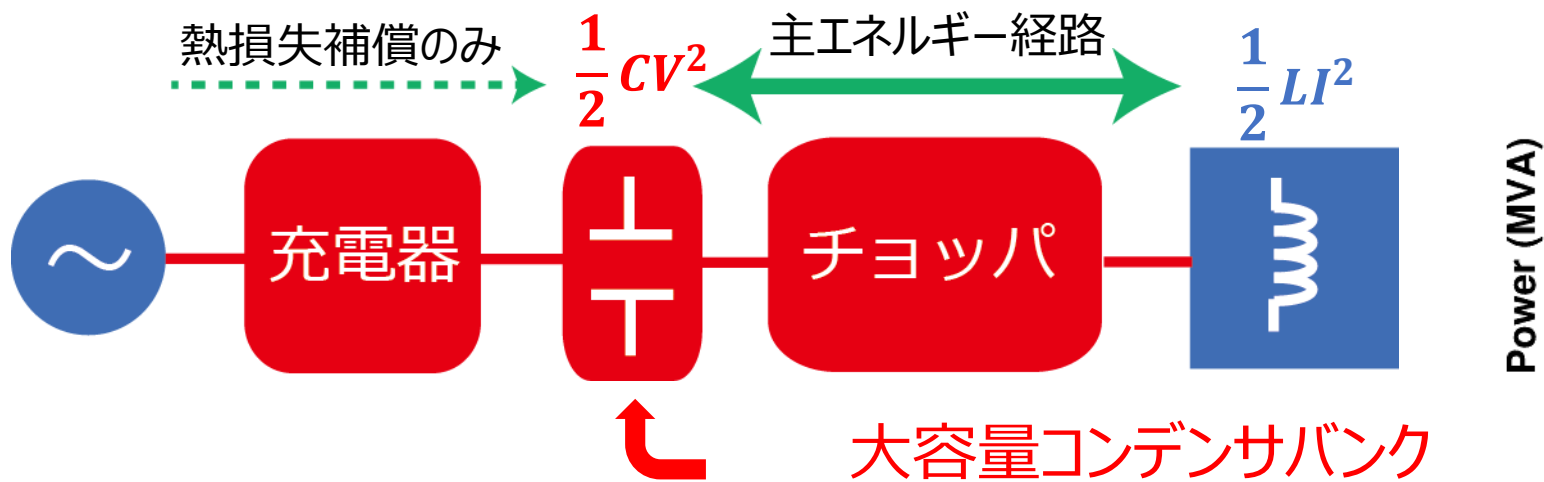 熱損失補償のみ
1/2 CV²
主エネルギー経路
1/2 LI²
充電器
チョッパ
Power (MVA)
大容量コンデンサバンク